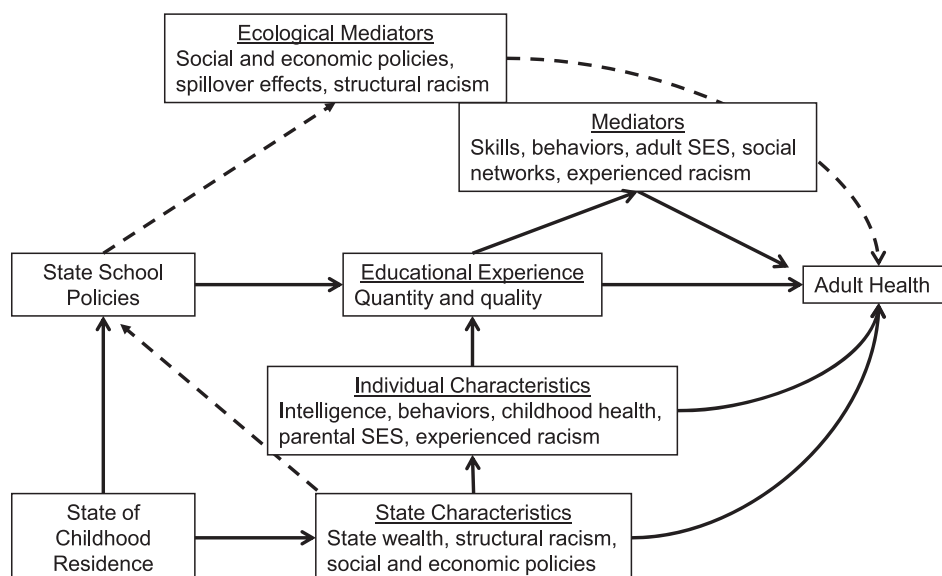 Ecological Mediators
Social and economic policies,
spillover effects, structural racism
Mediators
Skills, behaviors, adult SES, social
networks, experienced racism
State School
Policies
Educational Experience
Quantity and quality
Adult Health
Individual Characteristics
Intelligence, behaviors, childhood health,
parental SES, experienced racism
State of
Childhood
Residence
State Characteristics
State wealth, structural racism,
social and economic policies